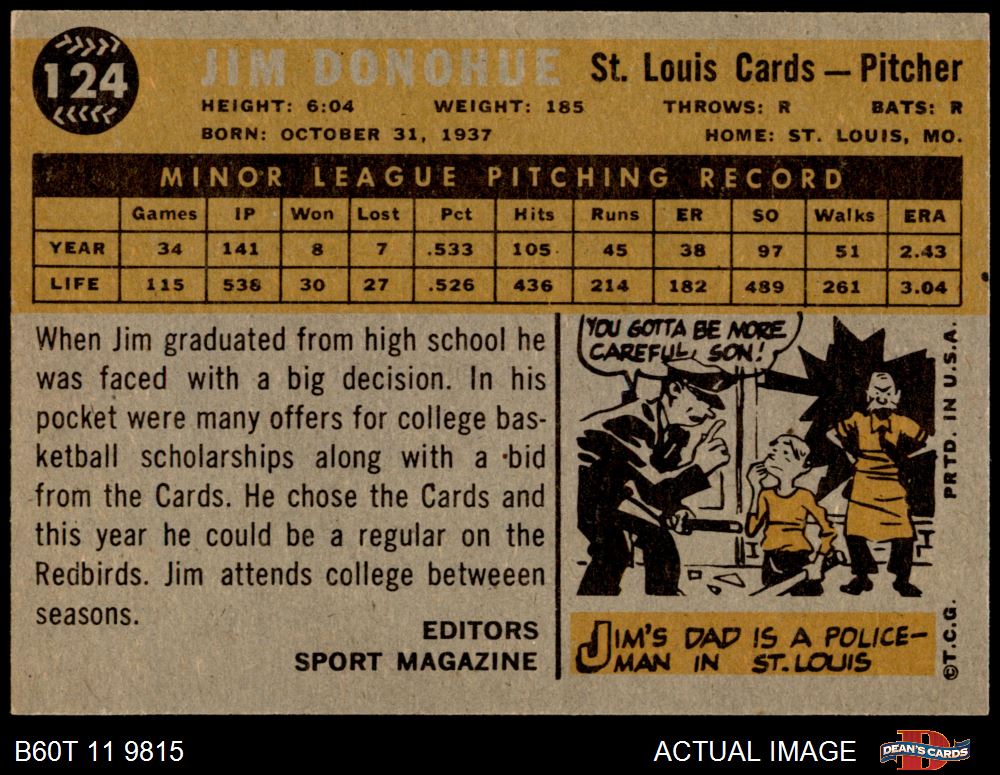 124
JIM DONOHUE St. Louis Cards — Pitcher
HEIGHT: 6:04 WEIGHT: 185 THROWS: R BATS: R
BORN: OCTOBER 31, 1937 HOME: ST. LOUIS, MO.
MINOR LEAGUE PITCHING RECORD
Games IP Won Lost Pct Hits Runs ER SO Walks ERA
YEAR 34 141 8 7 .533 105 45 38 97 51 2.43
LIFE 115 538 30 27 .526 436 214 182 489 261 3.04
When Jim graduated from high school he
was faced with a big decision. In his
pocket were many offers for college bas-
ketball scholarships along with a bid
from the Cards. He chose the Cards and
this year he could be a regular on the
Redbirds. Jim attends college betweeen
seasons.
EDITORS
SPORT MAGAZINE
YOU GOTTA BE MORE
CAREFUL, SON!
JIM'S DAD IS A POLICE-
MAN IN ST. LOUIS
©T.C.G. PRTD. IN U.S.A.
B60T 11 9815 ACTUAL IMAGE
D
DEAN'S CARDS